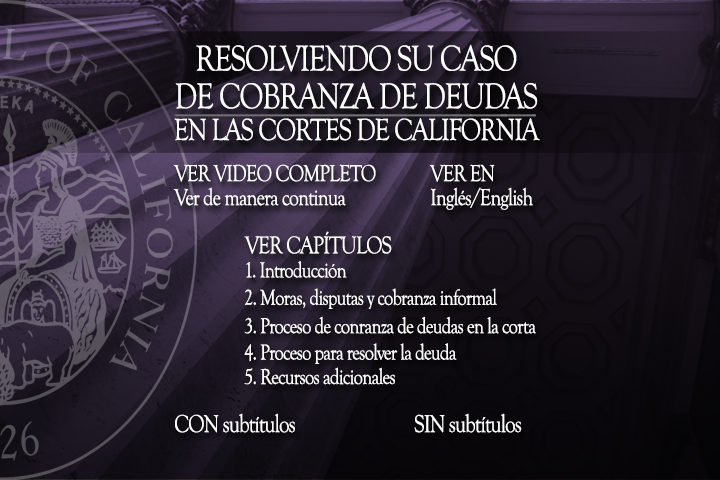 RESOLVIENDO SU CASO
DE COBRANZA DE DEUDAS
EN LAS CORTES DE CALIFORNIA
VER VIDEO COMPLETO
Ver de manera continua
VER EN
Inglés/English
VER CAPÍTULOS
1. Introducción
2. Moras, disputas y cobranza informal
3. Proceso de conranza de deudas en la corta
4. Proceso para resolver la deuda
5. Recursos adicionales
CON subtítulos
SIN subtítulos
L OF CALIFORNIA
EKA
26